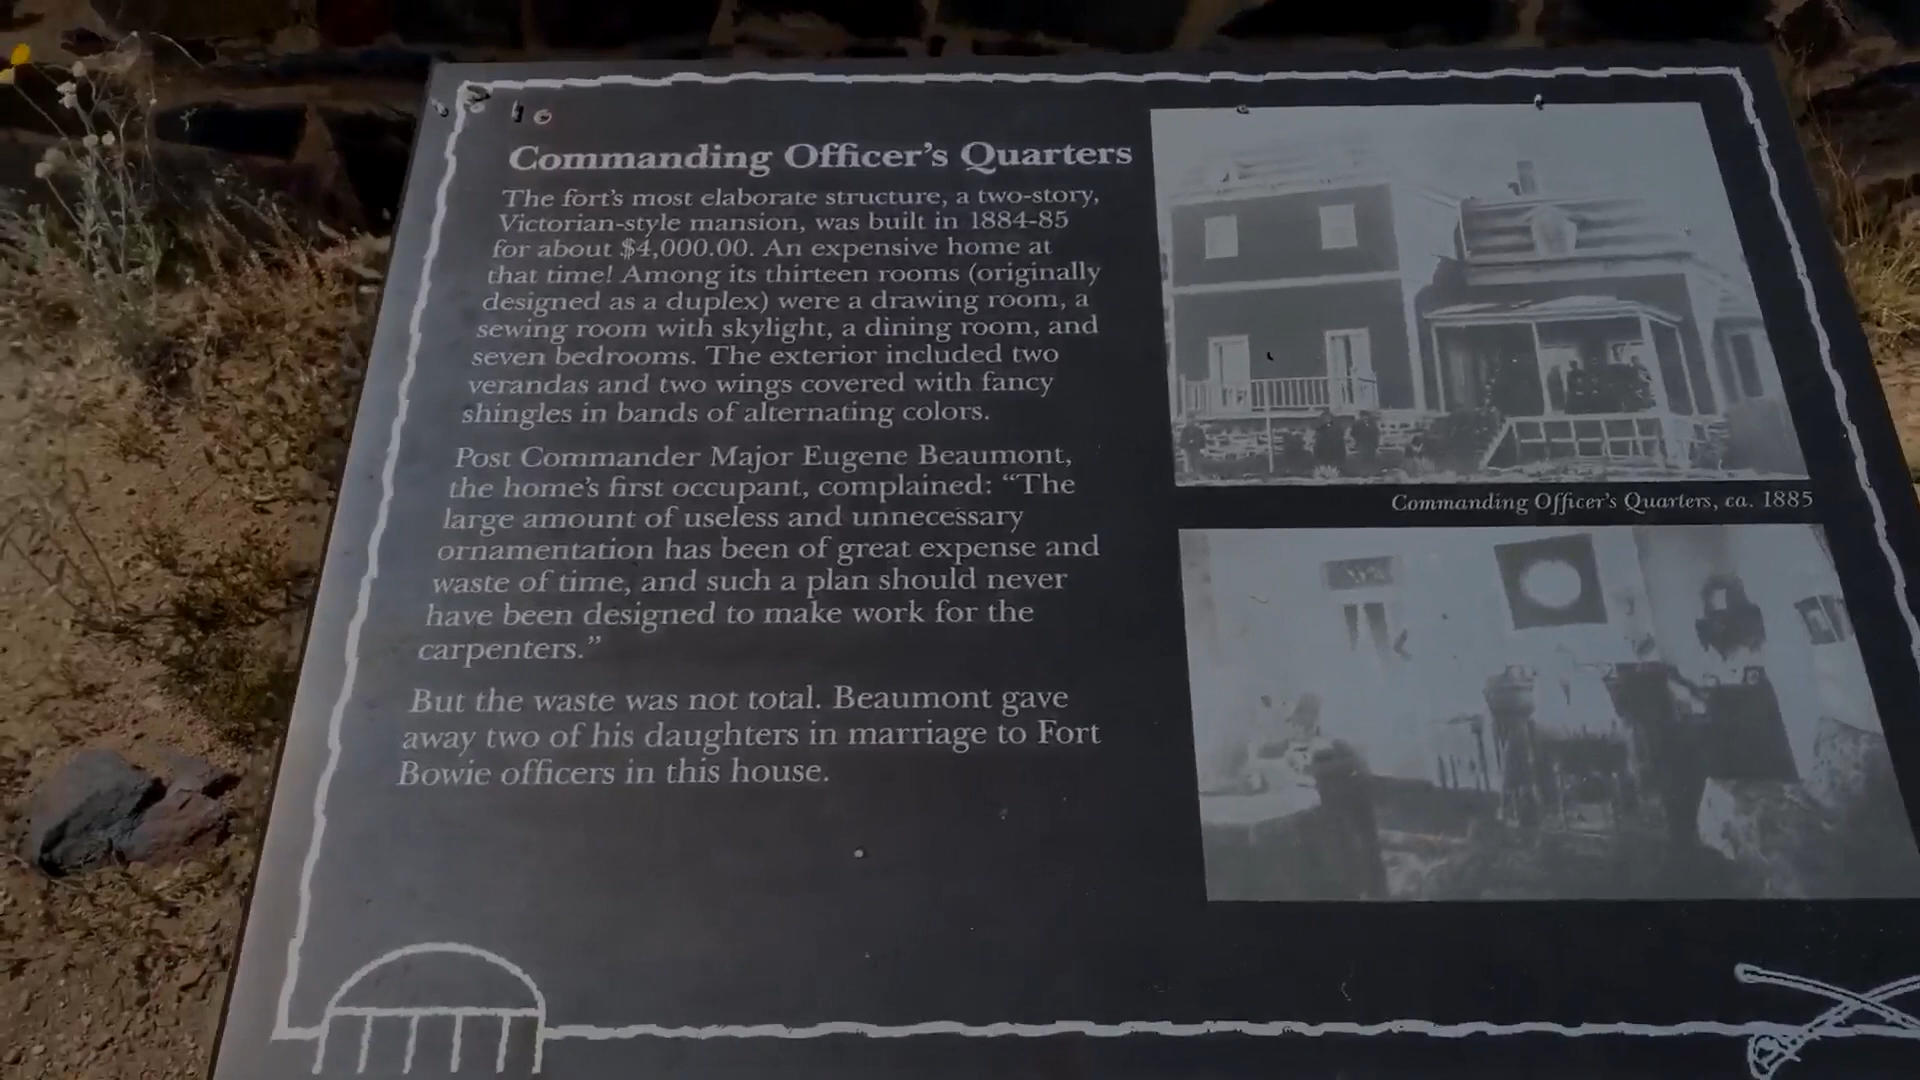 Commanding Officer's Quarters
The fort's most elaborate structure, a two-story,
Victorian-style mansion, was built in 1884-85
for about $4,000.00. An expensive home at
that time! Among its thirteen rooms (originally
designed as a duplex) were a drawing room, a
sewing room with skylight, a dining room, and
seven bedrooms. The exterior included two
verandas and two wings covered with fancy
shingles in bands of alternating colors.
Post Commander Major Eugene Beaumont,
the home's first occupant, complained: “The
large amount of useless and unnecessary
ornamentation has been of great expense and
waste of time, and such a plan should never
have been designed to make work for the
carpenters.”
But the waste was not total. Beaumont gave
away two of his daughters in marriage to Fort
Bowie officers in this house.
Commanding Officer's Quarters, ca. 1885